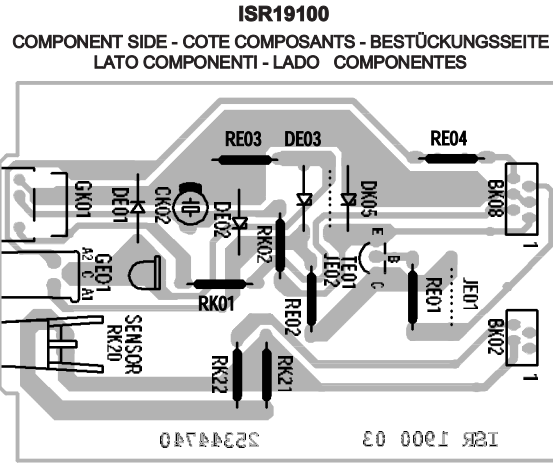 ISR19100
COMPONENT SIDE - COTE COMPOSANTS - BESTÜCKUNGSSEITE
LATO COMPONENTI - LADO COMPONENTES
RE03
DE03
RE04
GK01
DE01
CK02
DE02
RK02
DK05
BK08
1
E
B
C
TE01
JE02
A2
C
A1
GE01
RK01
RE02
RE01
JE01
BK02
1
SENSOR
RK20
RK22
RK21
25344740
ISR 1900 03